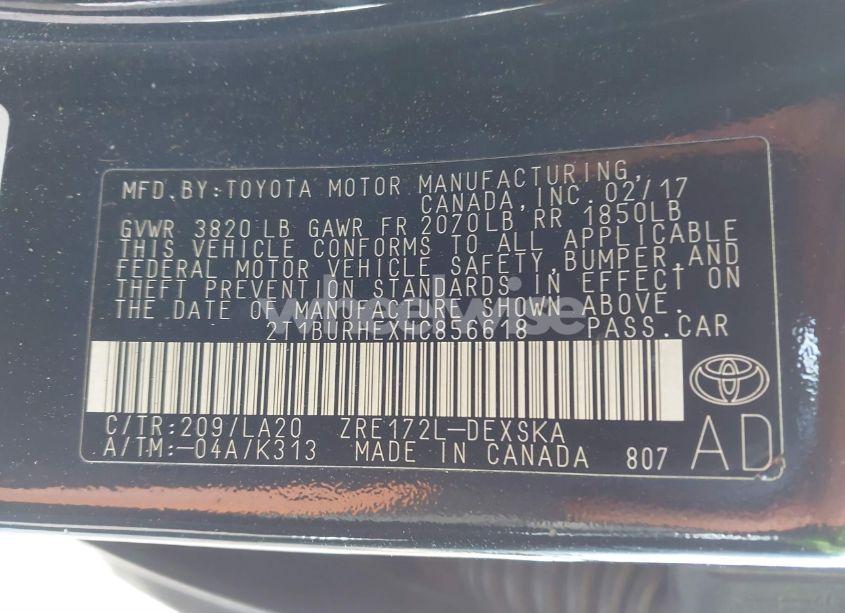 MFD.BY:TOYOTA MOTOR MANUFACTURING,
CANADA,INC. 02/17
GVWR 3820 LB GAWR FR 2070LB RR 1850LB
THIS VEHICLE CONFORMS TO ALL APPLICABLE
FEDERAL MOTOR VEHICLE SAFETY,BUMPER,AND
THEFT PREVENTION STANDARDS IN EFFECT ON
THE DATE OF MANUFACTURE SHOWN ABOVE.
wheelwise
2T1BURHEXHC856618 PASS.CAR
C/TR:209/LA20 ZRE172L-DEXSKA
A/TM:-04A/K313 MADE IN CANADA 807
AD